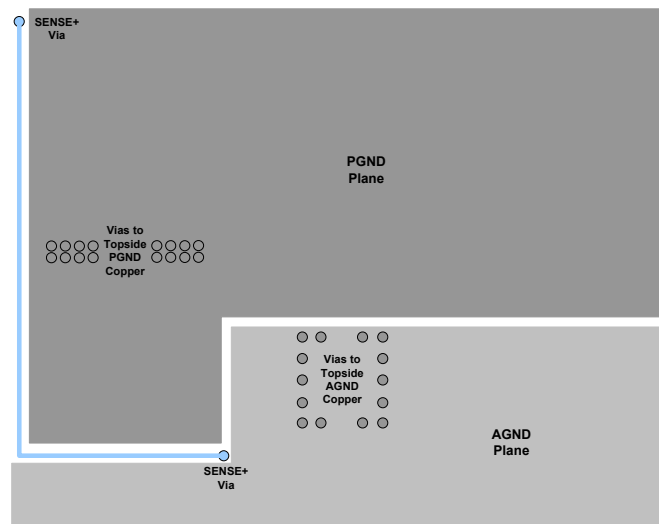 SENSE+
Via
PGND
Plane
Vias to
Topside
PGND
Copper
Vias to
Topside
AGND
Copper
AGND
Plane
SENSE+
Via